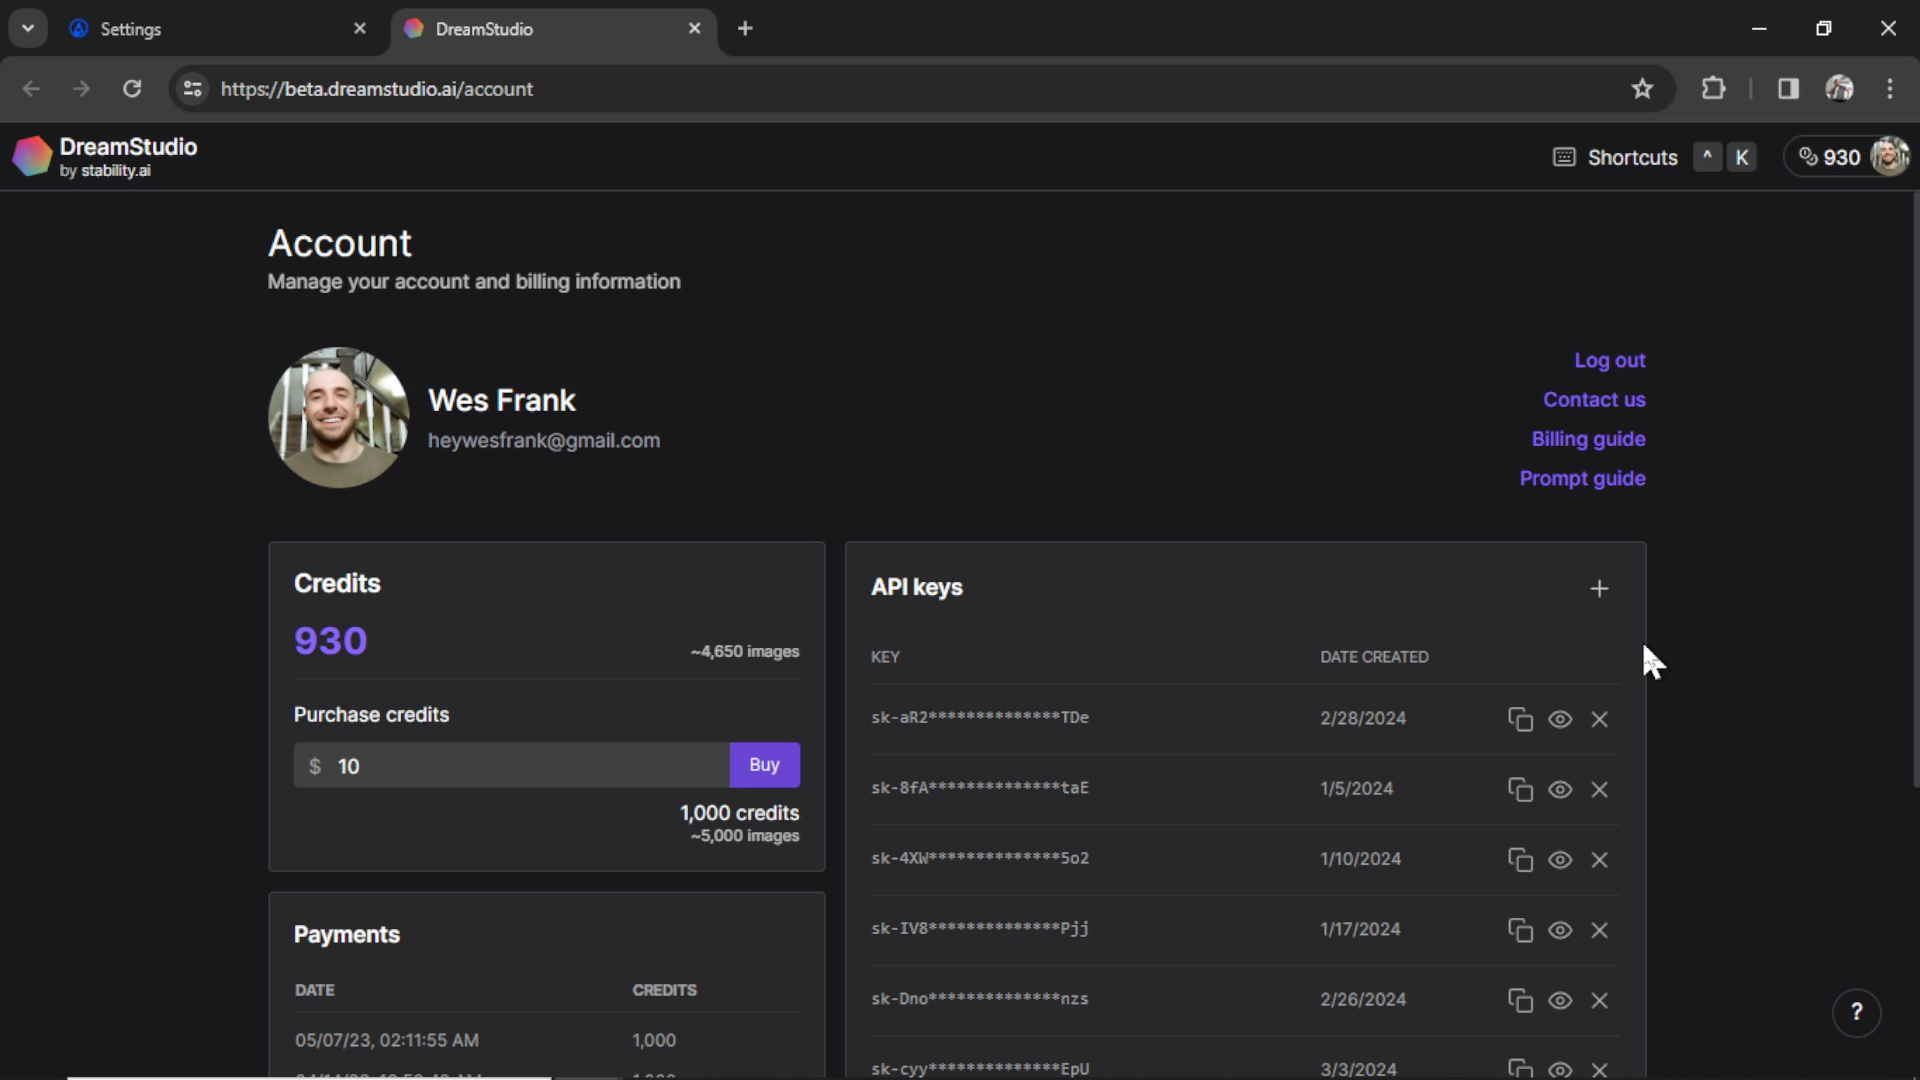 Settings
DreamStudio
https://beta.dreamstudio.ai/account
DreamStudio
by stability.ai
Shortcuts ^ K
930
Account
Manage your account and billing information
Wes Frank
heywesfrank@gmail.com
Log out
Contact us
Billing guide
Prompt guide
Credits
930
~4,650 images
Purchase credits
$ 10
Buy
1,000 credits
~5,000 images
Payments
DATE CREDITS
05/07/23, 02:11:55 AM 1,000
API keys
KEY DATE CREATED
sk-aR2**************TDe 2/28/2024
sk-8fA**************taE 1/5/2024
sk-4XW**************5o2 1/10/2024
sk-IV8**************Pjj 1/17/2024
sk-Dno**************nzs 2/26/2024
sk-cyy**************EpU 3/3/2024
?